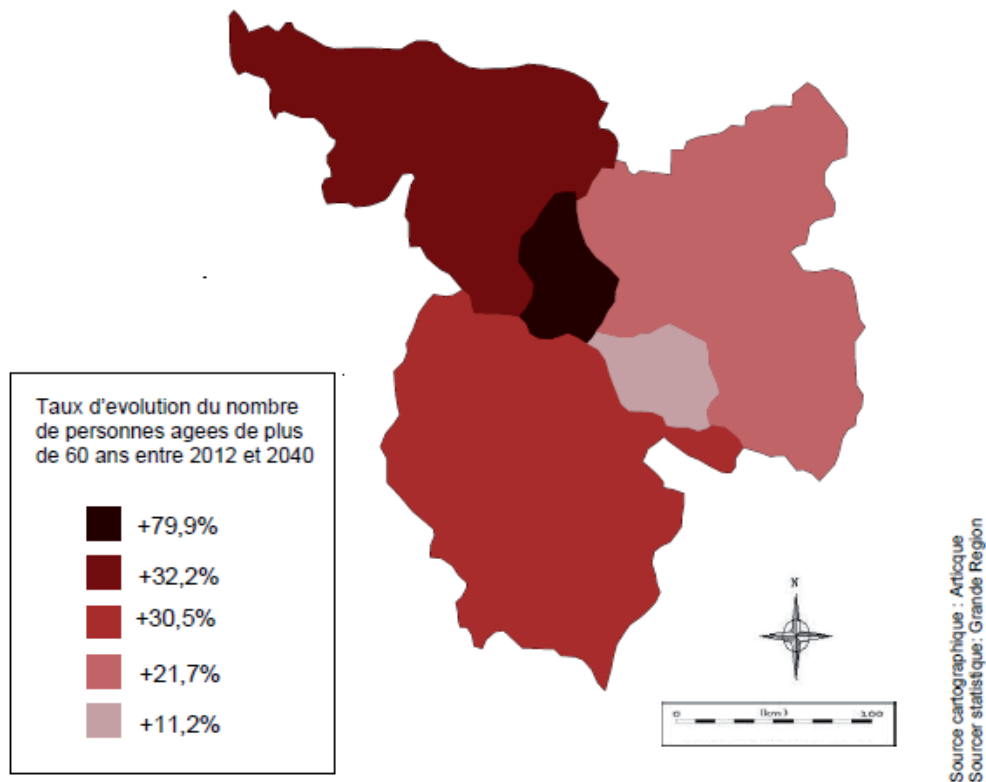 Taux d'evolution du nombre
de personnes agees de plus
de 60 ans entre 2012 et 2040
+79,9%
+32,2%
+30,5%
+21,7%
+11,2%
N
0 (km) 100
Source cartographique : Articque
Sourcer statistique: Grande Region